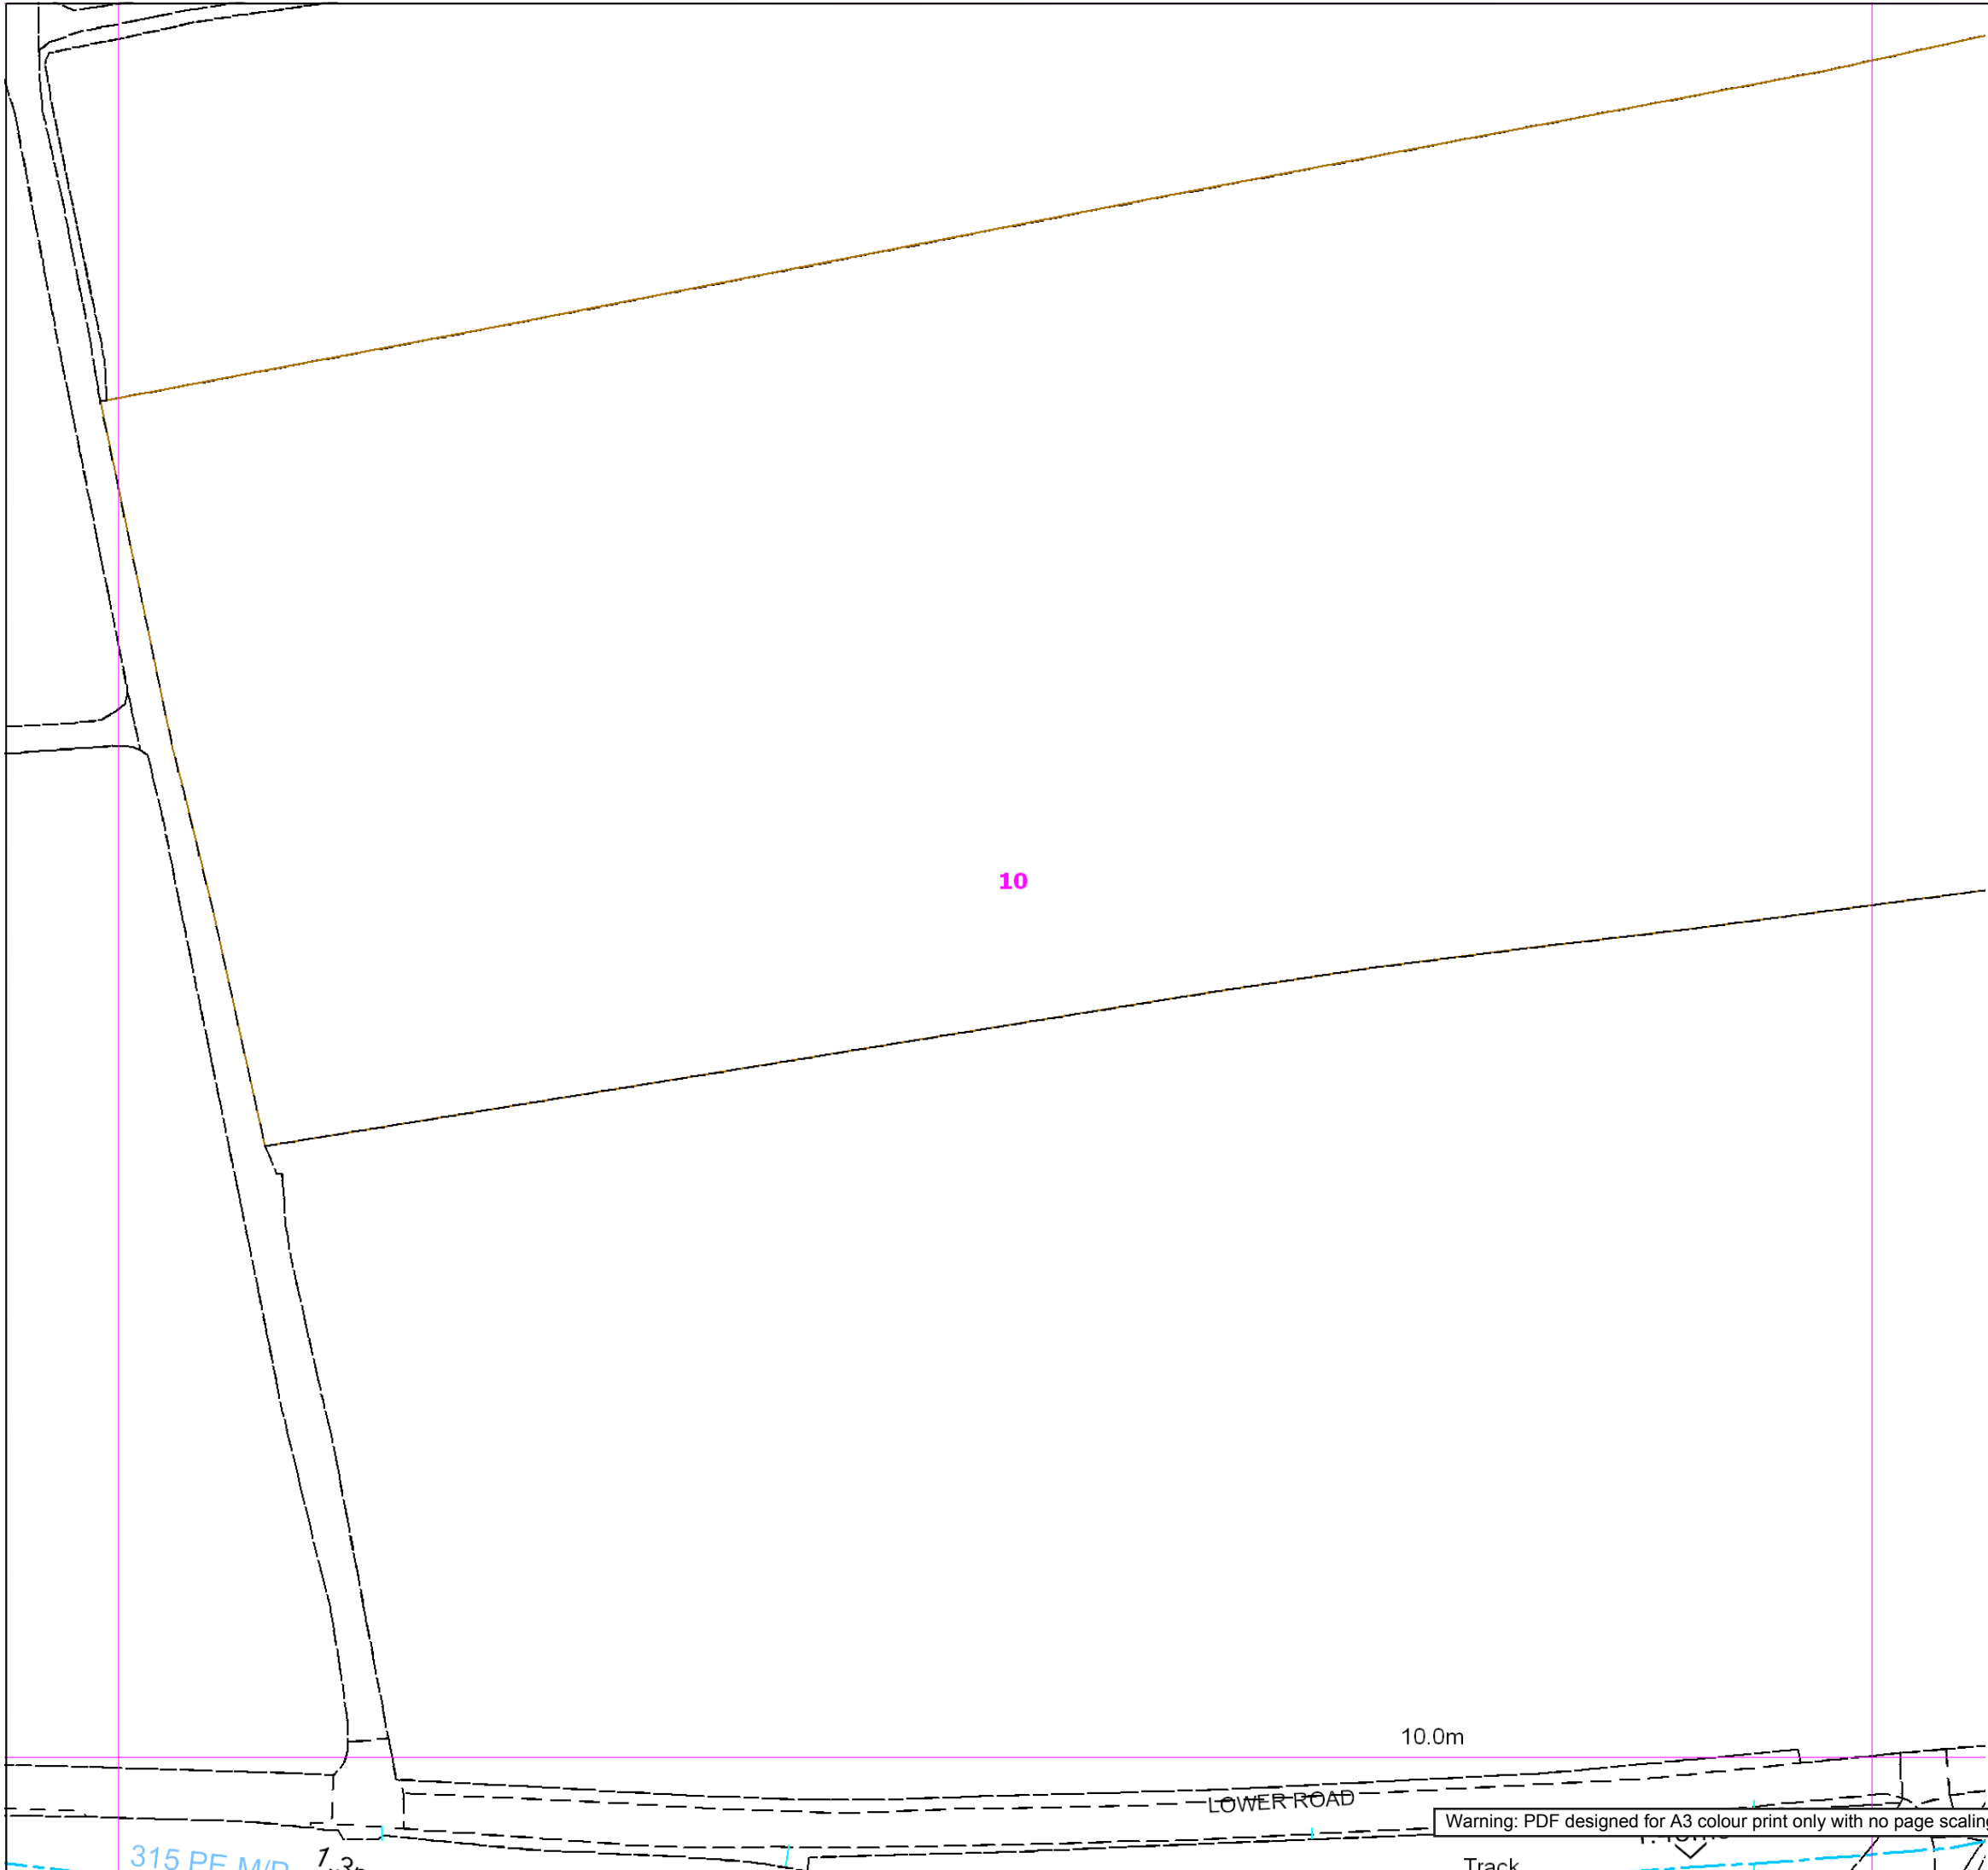 10
10.0m
LOWER ROAD
Warning: PDF designed for A3 colour print only with no page scaling
315 PE M/P
Track